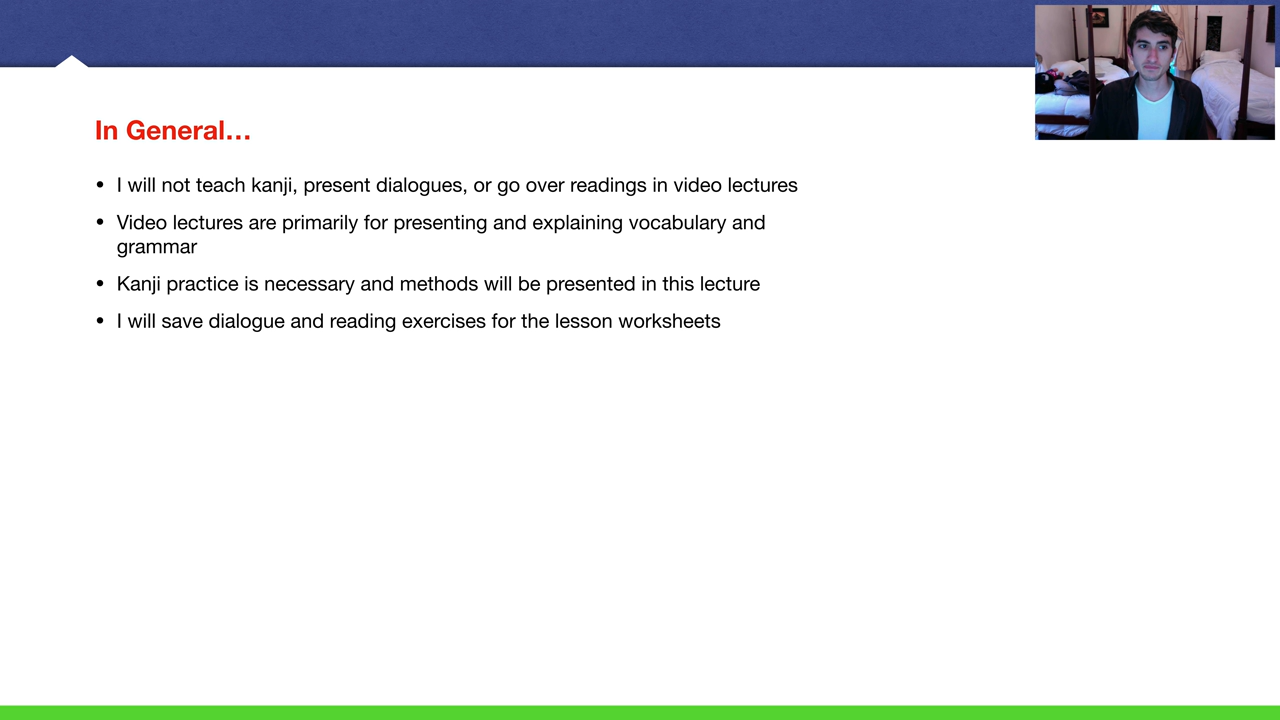 In General…
• I will not teach kanji, present dialogues, or go over readings in video lectures
• Video lectures are primarily for presenting and explaining vocabulary and
grammar
• Kanji practice is necessary and methods will be presented in this lecture
• I will save dialogue and reading exercises for the lesson worksheets